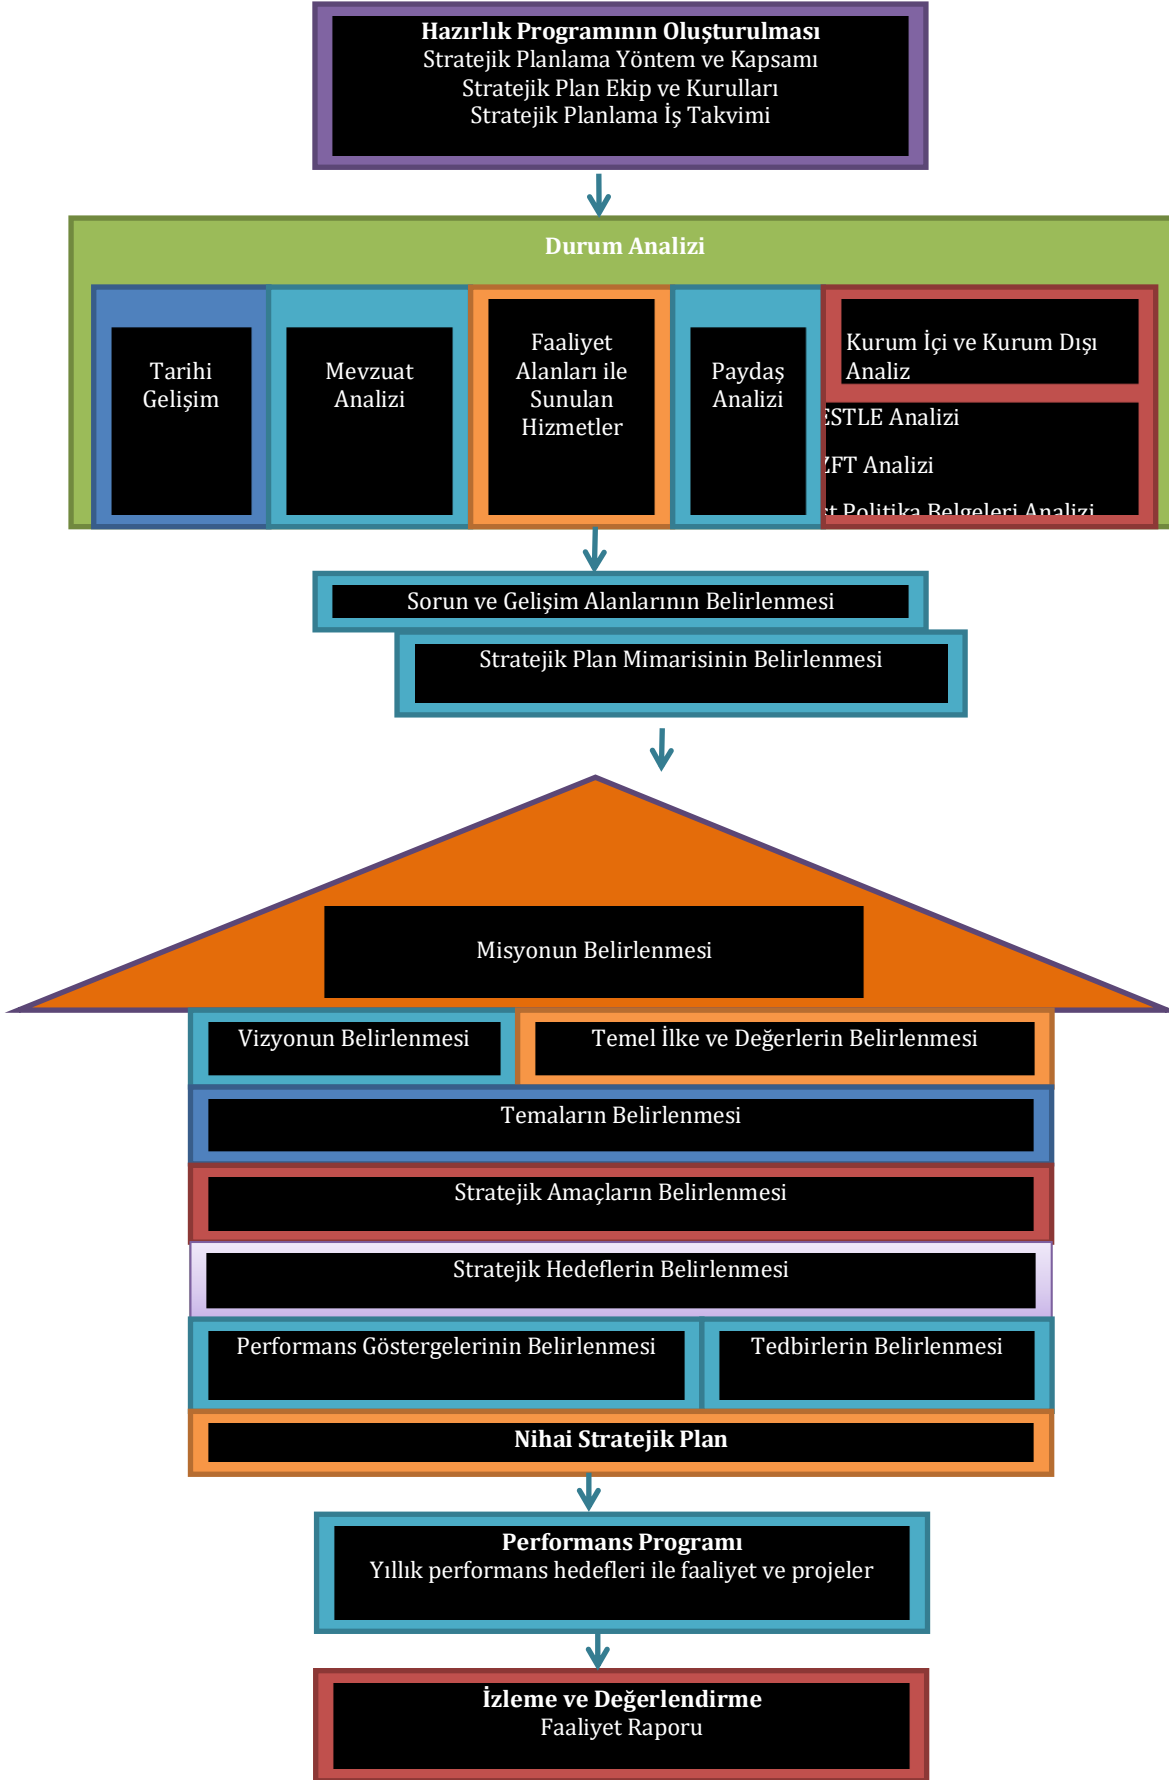 Hazırlık Programının Oluşturulması
Stratejik Planlama Yöntem ve Kapsamı
Stratejik Plan Ekip ve Kurulları
Stratejik Planlama İş Takvimi
Durum Analizi
Tarihi
Gelişim
Mevzuat
Analizi
Faaliyet
Alanları ile
Sunulan
Hizmetler
Paydaş
Analizi
Kurum İçi ve Kurum Dışı
Analiz
ESTLE Analizi
ZFT Analizi
Politika Belgeleri Analizi
Sorun ve Gelişim Alanlarının Belirlenmesi
Stratejik Plan Mimarisinin Belirlenmesi
Misyonun Belirlenmesi
Vizyonun Belirlenmesi
Temel İlke ve Değerlerin Belirlenmesi
Temaların Belirlenmesi
Stratejik Amaçların Belirlenmesi
Stratejik Hedeflerin Belirlenmesi
Performans Göstergelerinin Belirlenmesi
Tedbirlerin Belirlenmesi
Nihai Stratejik Plan
Performans Programı
Yıllık performans hedefleri ile faaliyet ve projeler
İzleme ve Değerlendirme
Faaliyet Raporu